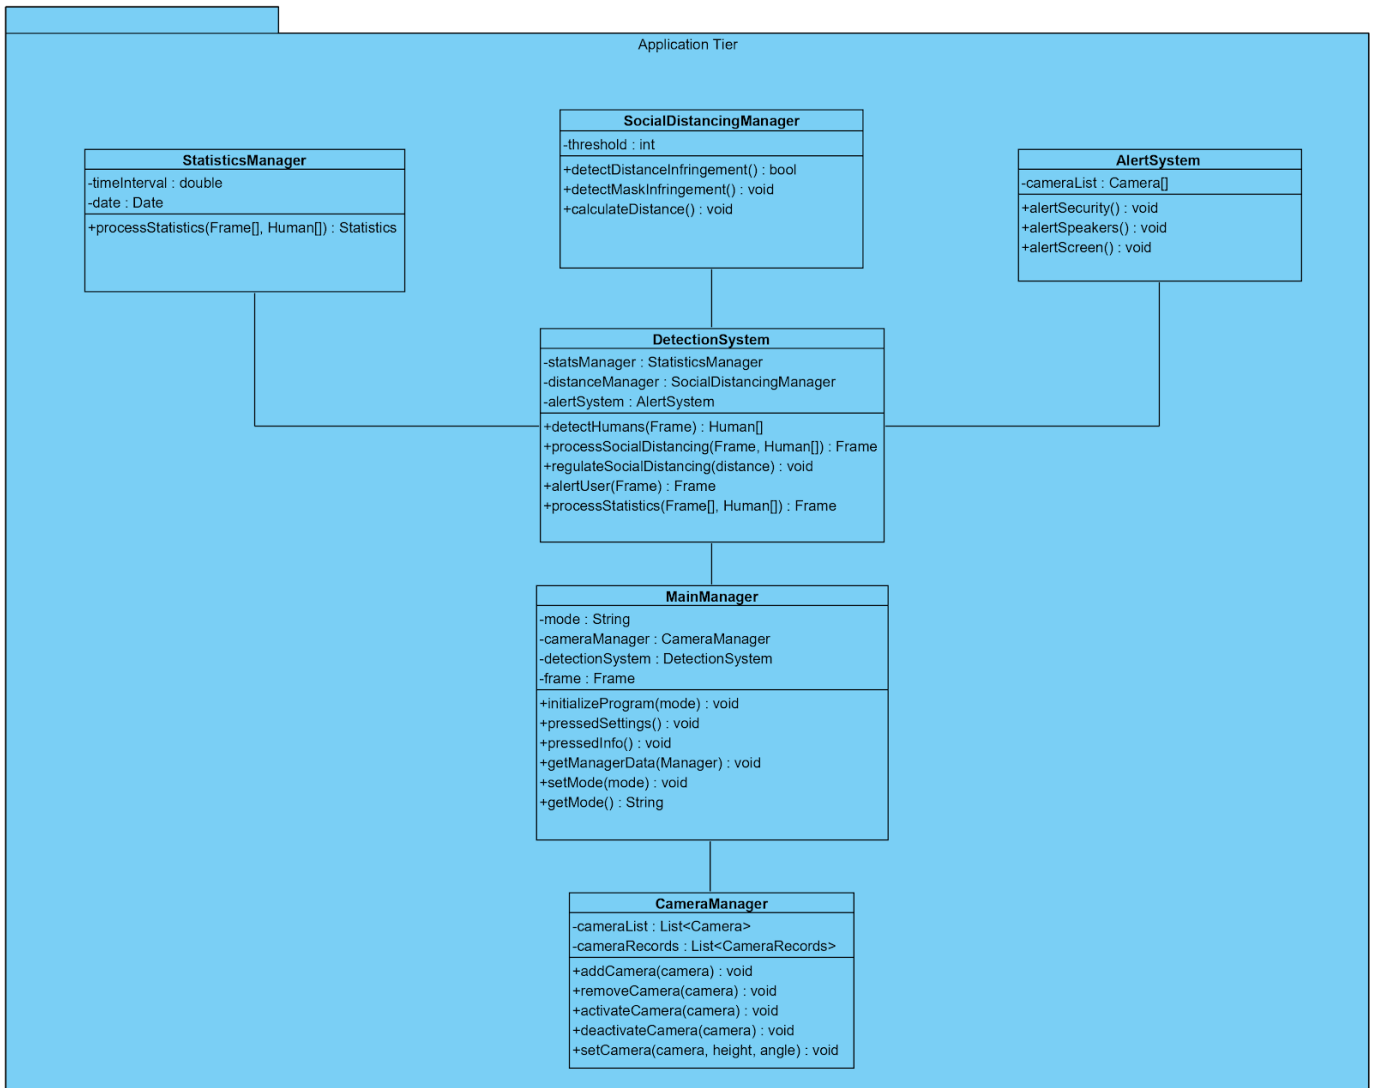 Application Tier
StatisticsManager
-timeInterval : double
-date : Date
+processStatistics(Frame[], Human[]) : Statistics
SocialDistancingManager
-threshold : int
+detectDistanceInfringement() : bool
+detectMaskInfringement() : void
+calculateDistance() : void
AlertSystem
-cameraList : Camera[]
+alertSecurity() : void
+alertSpeakers() : void
+alertScreen() : void
DetectionSystem
-statsManager : StatisticsManager
-distanceManager : SocialDistancingManager
-alertSystem : AlertSystem
+detectHumans(Frame) : Human[]
+processSocialDistancing(Frame, Human[]) : Frame
+regulateSocialDistancing(distance) : void
+alertUser(Frame) : Frame
+processStatistics(Frame[], Human[]) : Frame
MainManager
-mode : String
-cameraManager : CameraManager
-detectionSystem : DetectionSystem
-frame : Frame
+initializeProgram(mode) : void
+pressedSettings() : void
+pressedInfo() : void
+getManagerData(Manager) : void
+setMode(mode) : void
+getMode() : String
CameraManager
-cameraList : List<Camera>
-cameraRecords : List<CameraRecords>
+addCamera(camera) : void
+removeCamera(camera) : void
+activateCamera(camera) : void
+deactivateCamera(camera) : void
+setCamera(camera, height, angle) : void